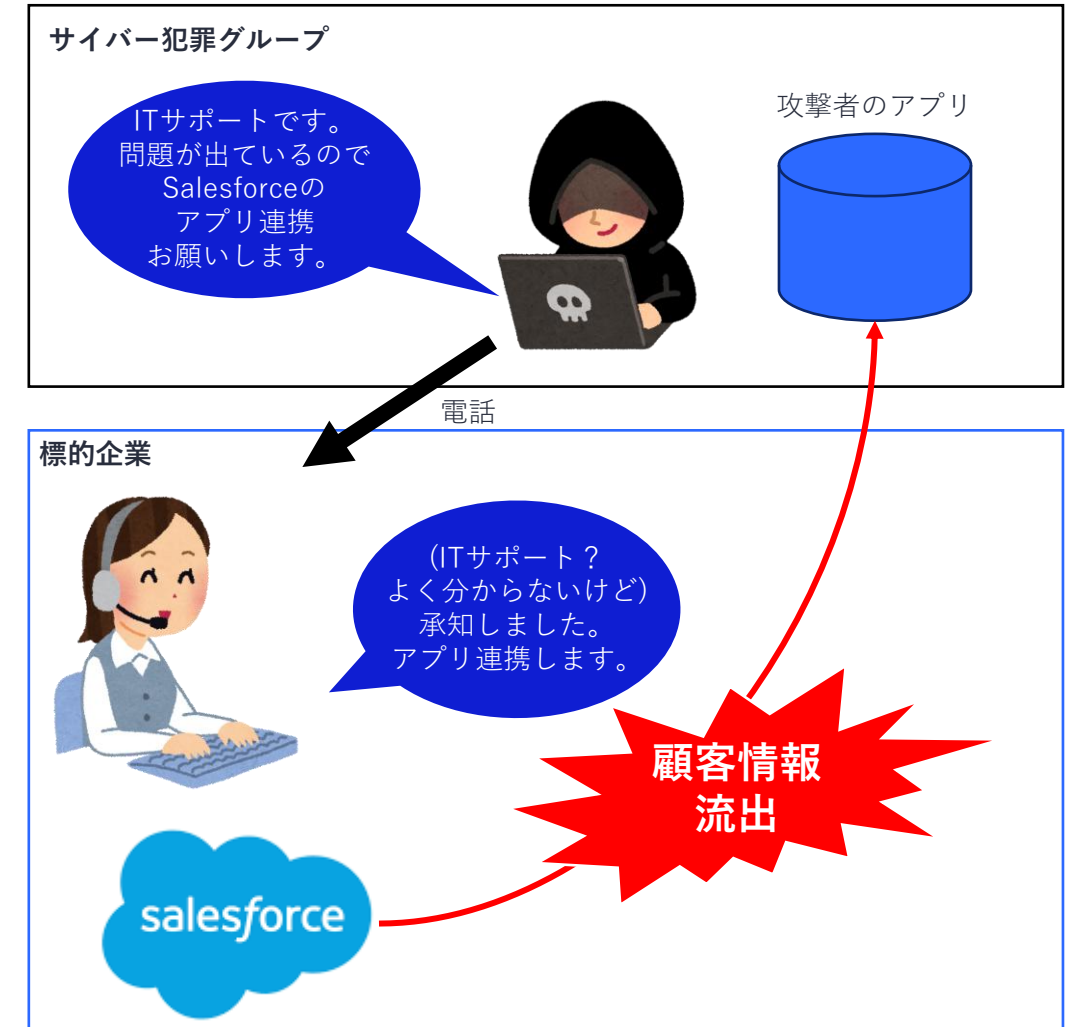 サイバー犯罪グループ
ITサポートです。
問題が出ているので
Salesforceの
アプリ連携
お願いします。
攻撃者のアプリ
電話
標的企業
(ITサポート？
よく分からないけど)
承知しました。
アプリ連携します。
顧客情報
流出
salesforce